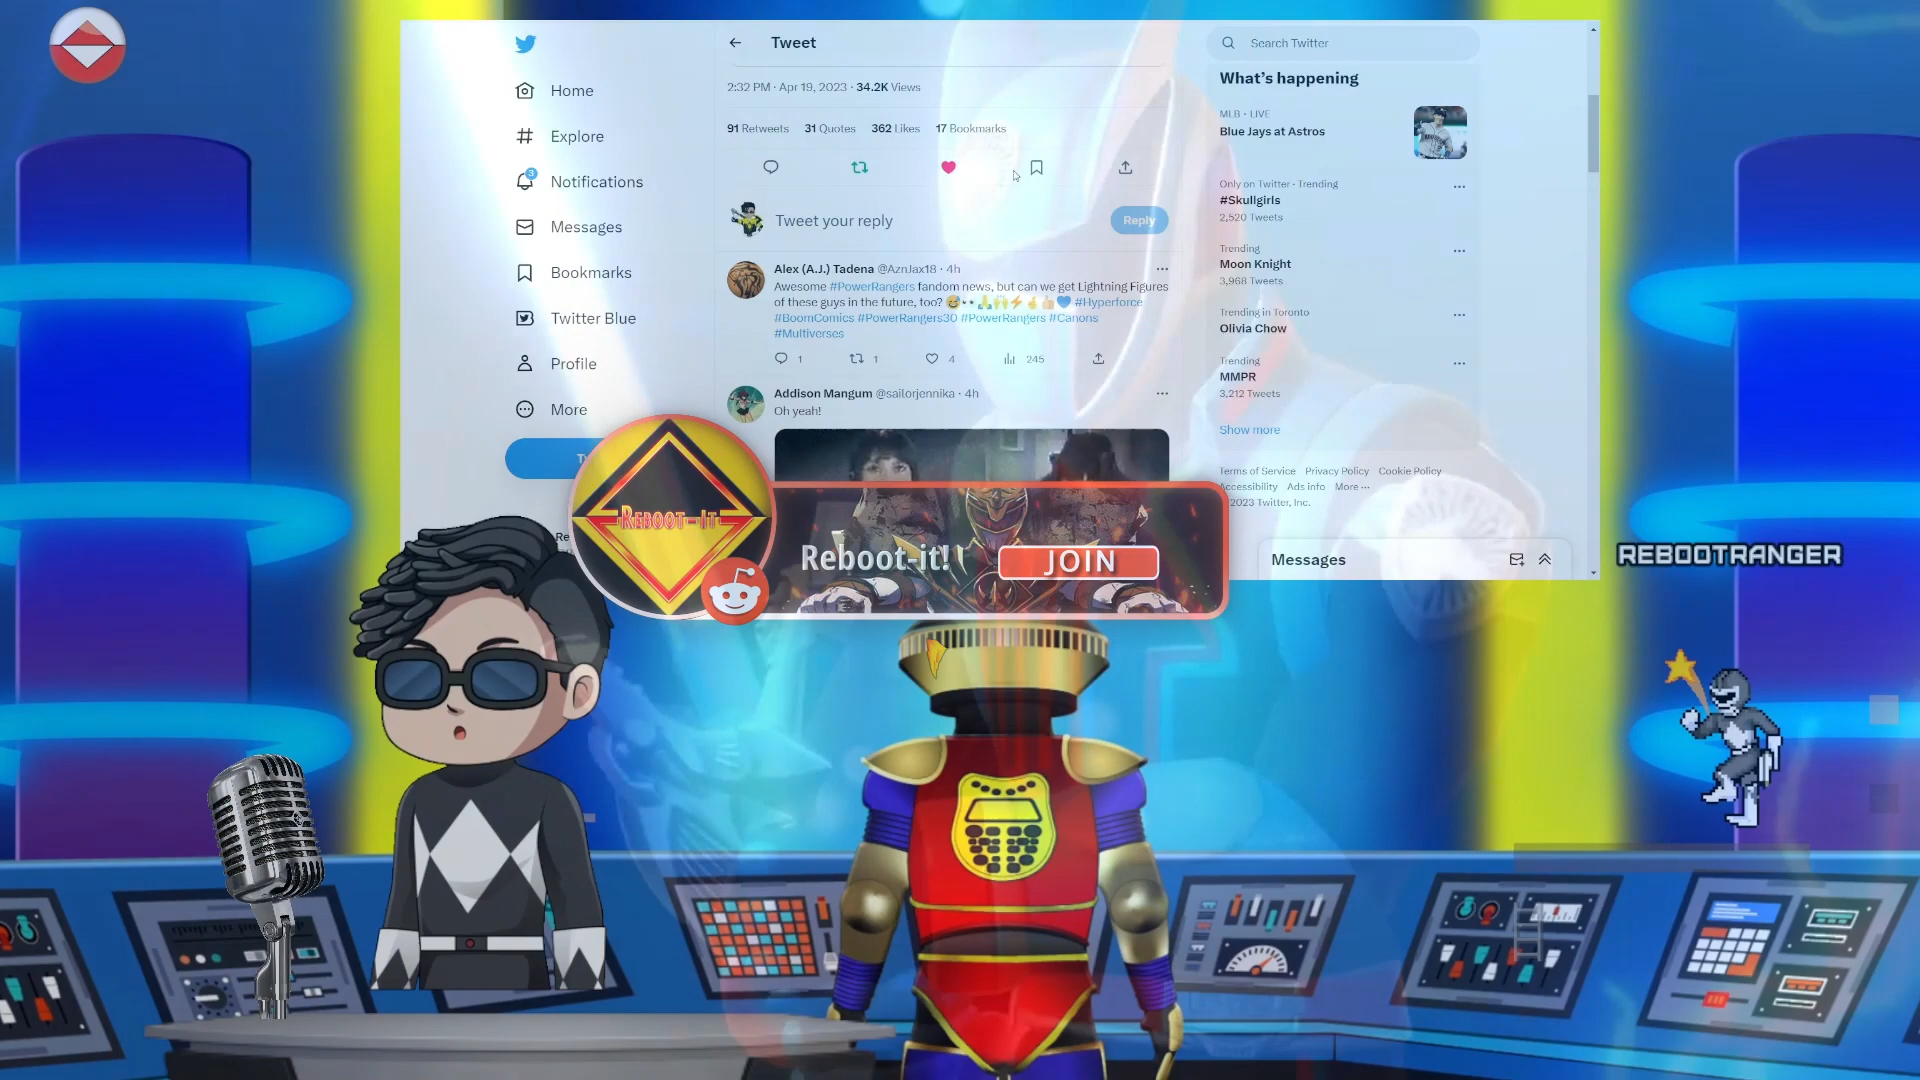 Tweet
Search Twitter
Home
Explore
3
Notifications
Messages
Bookmarks
Twitter Blue
Profile
More
2:32 PM · Apr 19, 2023 · 34.2K Views
91 Retweets 31 Quotes 362 Likes 17 Bookmarks
Tweet your reply
Reply
Alex (A.J.) Tadena @AznJax18 · 4h
Awesome #PowerRangers fandom news, but can we get Lightning Figures
of these guys in the future, too? 😅👀🙏🙌⚡🤞👍💙 #Hyperforce
#BoomComics #PowerRangers30 #PowerRangers #Canons
#Multiverses
1 1 4 245
Addison Mangum @sailorjennika · 4h
Oh yeah!
What's happening
MLB · LIVE
Blue Jays at Astros
Only on Twitter · Trending
#Skullgirls
2,520 Tweets
Trending
Moon Knight
3,968 Tweets
Trending in Toronto
Olivia Chow
Trending
MMPR
3,212 Tweets
Show more
Terms of Service Privacy Policy Cookie Policy
Accessibility Ads info More ···
2023 Twitter, Inc.
Messages
REBOOT-IT
Reboot-it!
JOIN
REBOOTRANGER